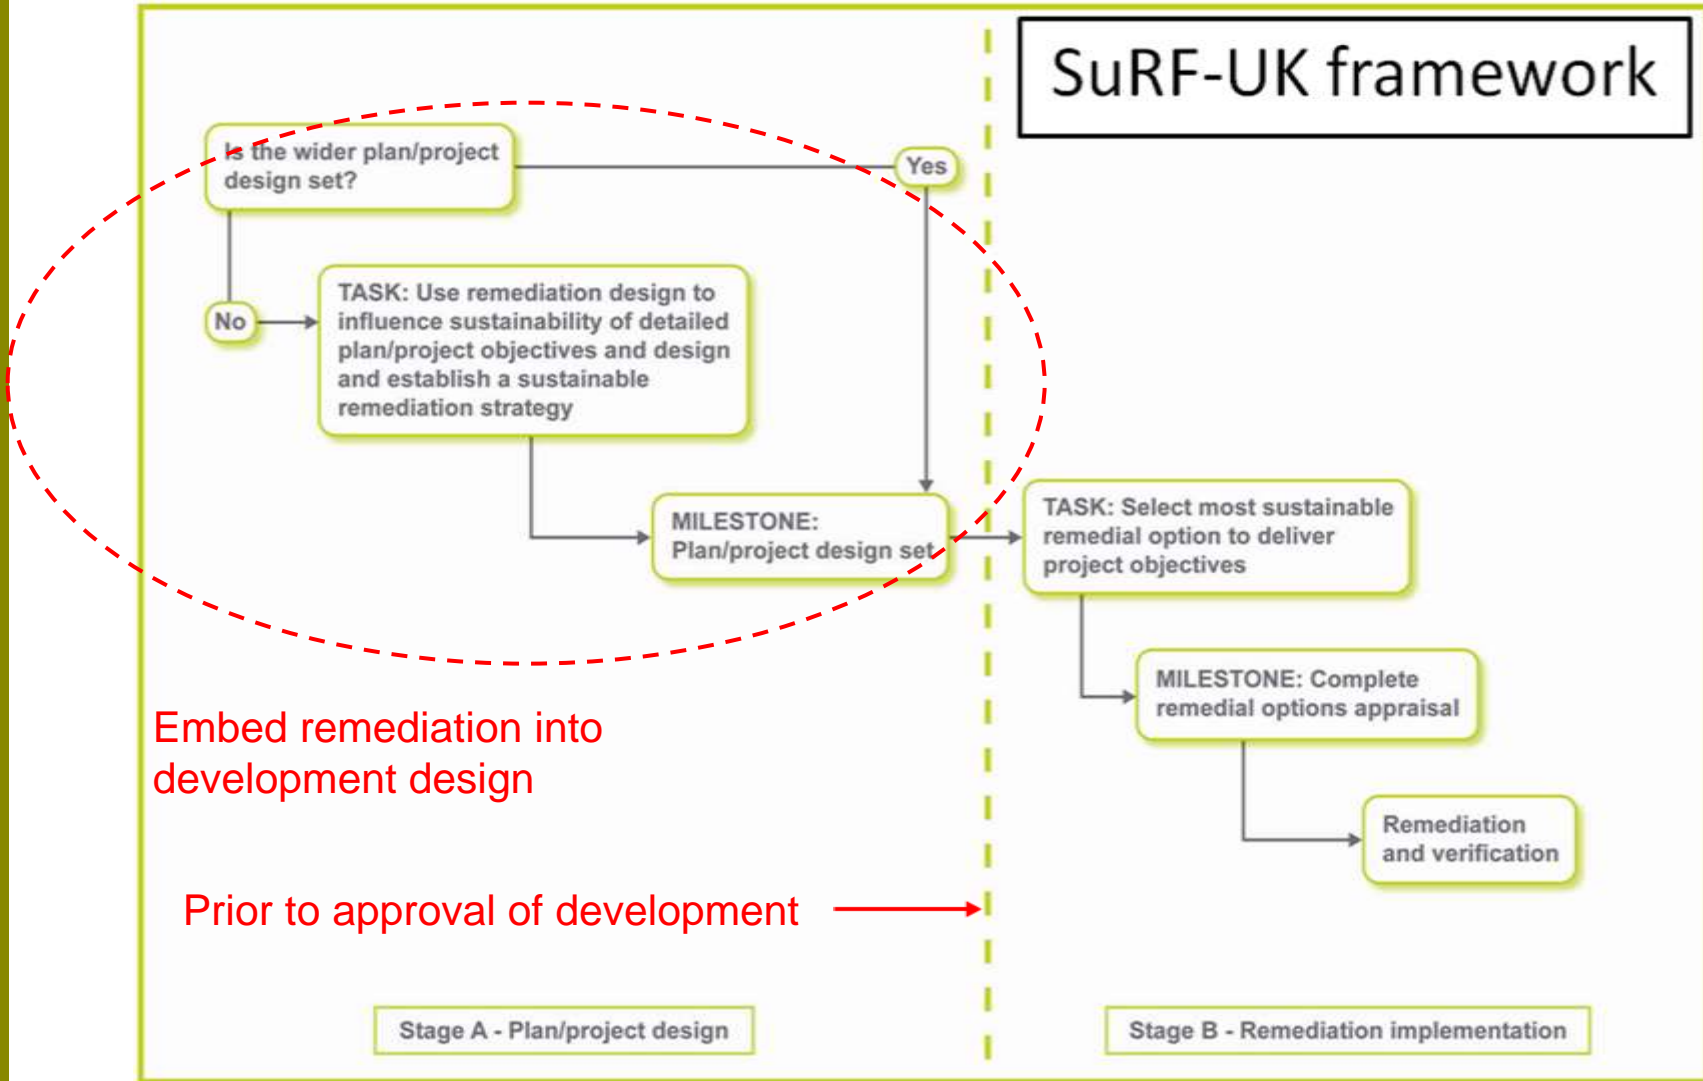 SuRF-UK framework
Is the wider plan/project
design set?
Yes
No
TASK: Use remediation design to
influence sustainability of detailed
plan/project objectives and design
and establish a sustainable
remediation strategy
MILESTONE:
Plan/project design set
TASK: Select most sustainable
remedial option to deliver
project objectives
MILESTONE: Complete
remedial options appraisal
Remediation
and verification
Embed remediation into
development design
Prior to approval of development
Stage A - Plan/project design
Stage B - Remediation implementation